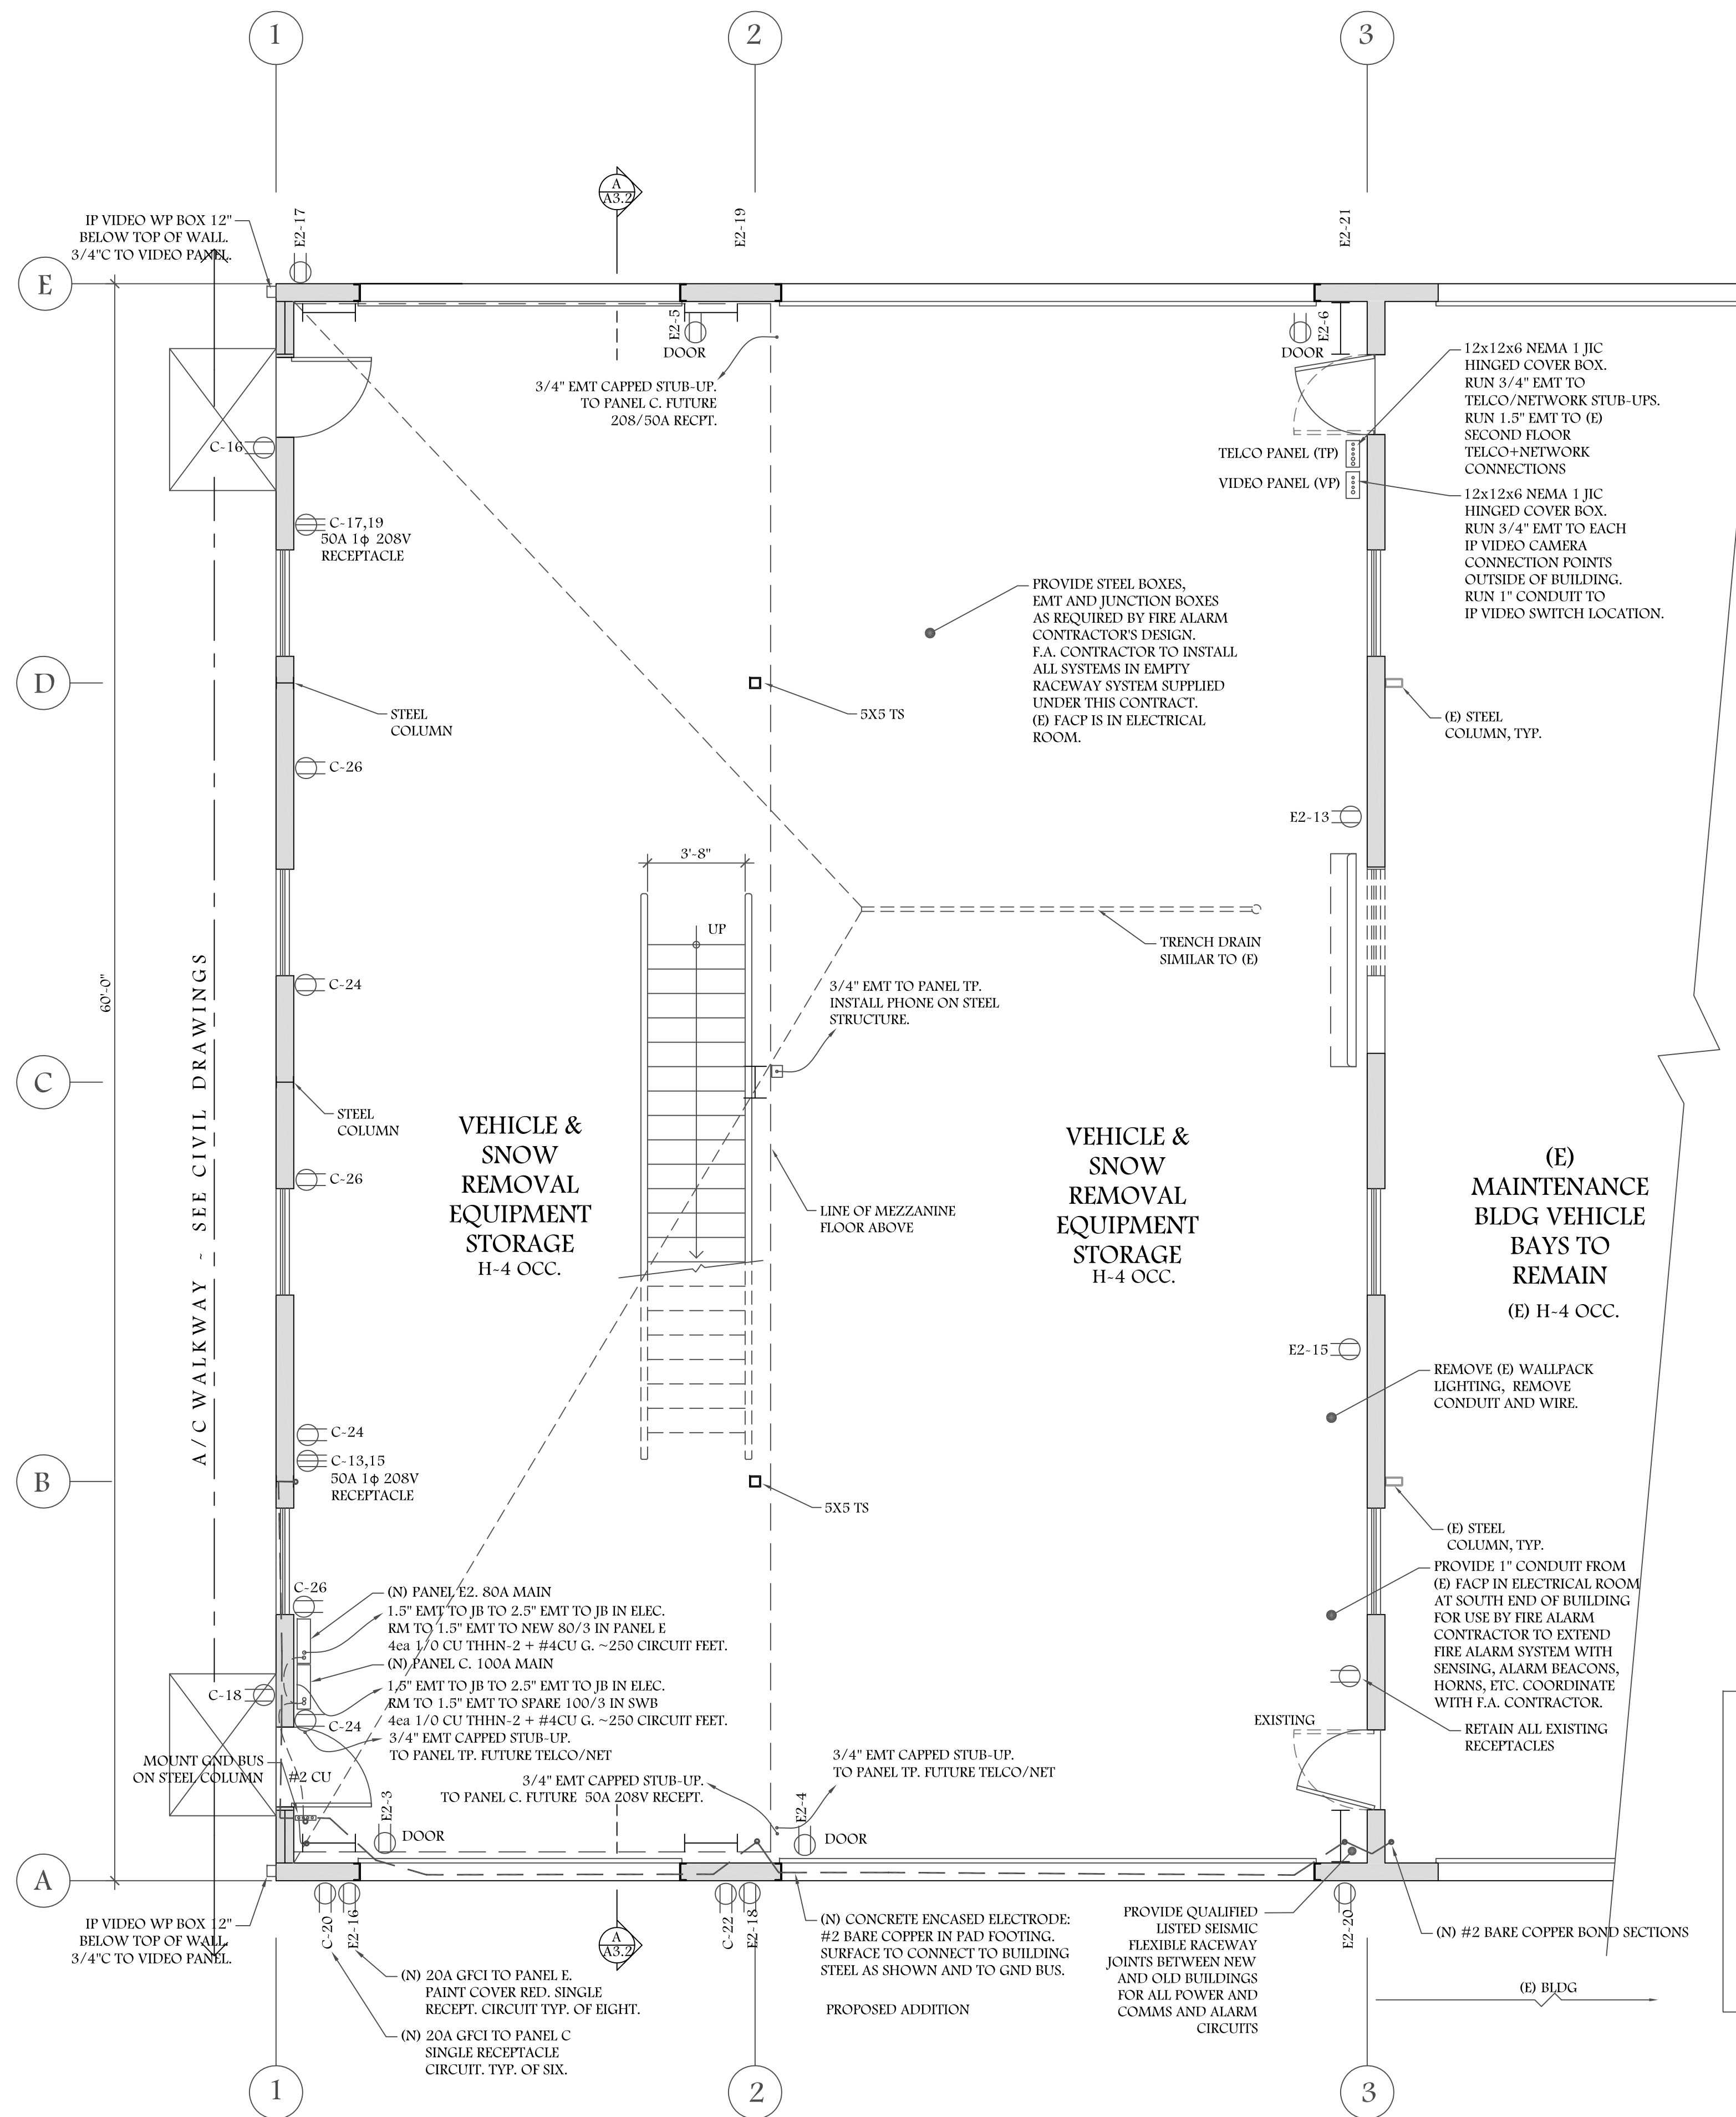 1
2
3
A
A3.2
IP VIDEO WP BOX 12"
BELOW TOP OF WALL.
3/4"C TO VIDEO PANEL.
E2-17
E2-19
E2-21
E
E2-5
DOOR
E2-6
DOOR
3/4" EMT CAPPED STUB-UP.
TO PANEL C. FUTURE
208/50A RECPT.
12x12x6 NEMA 1 JIC
HINGED COVER BOX.
RUN 3/4" EMT TO
TELCO/NETWORK STUB-UPS.
RUN 1.5" EMT TO (E)
SECOND FLOOR
TELCO+NETWORK
CONNECTIONS
C-16
TELCO PANEL (TP)
VIDEO PANEL (VP)
12x12x6 NEMA 1 JIC
HINGED COVER BOX.
RUN 3/4" EMT TO EACH
IP VIDEO CAMERA
CONNECTION POINTS
OUTSIDE OF BUILDING.
RUN 1" CONDUIT TO
IP VIDEO SWITCH LOCATION.
C-17,19
50A 1ϕ 208V
RECEPTACLE
PROVIDE STEEL BOXES,
EMT AND JUNCTION BOXES
AS REQUIRED BY FIRE ALARM
CONTRACTOR'S DESIGN.
F.A. CONTRACTOR TO INSTALL
ALL SYSTEMS IN EMPTY
RACEWAY SYSTEM SUPPLIED
UNDER THIS CONTRACT.
(E) FACP IS IN ELECTRICAL
ROOM.
D
STEEL
COLUMN
5X5 TS
(E) STEEL
COLUMN, TYP.
C-26
E2-13
3'-8"
UP
TRENCH DRAIN
SIMILAR TO (E)
60'-0"
A/C WALKWAY - SEE CIVIL DRAWINGS
C-24
3/4" EMT TO PANEL TP.
INSTALL PHONE ON STEEL
STRUCTURE.
C
STEEL
COLUMN
VEHICLE &
SNOW
REMOVAL
EQUIPMENT
STORAGE
H-4 OCC.
C-26
LINE OF MEZZANINE
FLOOR ABOVE
VEHICLE &
SNOW
REMOVAL
EQUIPMENT
STORAGE
H-4 OCC.
(E)
MAINTENANCE
BLDG VEHICLE
BAYS TO
REMAIN
(E) H-4 OCC.
E2-15
REMOVE (E) WALLPACK
LIGHTING, REMOVE
CONDUIT AND WIRE.
C-24
C-13,15
50A 1ϕ 208V
RECEPTACLE
B
5X5 TS
(E) STEEL
COLUMN, TYP.
PROVIDE 1" CONDUIT FROM
(E) FACP IN ELECTRICAL ROOM
AT SOUTH END OF BUILDING
FOR USE BY FIRE ALARM
CONTRACTOR TO EXTEND
FIRE ALARM SYSTEM WITH
SENSING, ALARM BEACONS,
HORNS, ETC. COORDINATE
WITH F.A. CONTRACTOR.
C-26
(N) PANEL E2. 80A MAIN
1.5" EMT TO JB TO 2.5" EMT TO JB IN ELEC.
RM TO 1.5" EMT TO NEW 80/3 IN PANEL E
4ea 1/0 CU THHN-2 + #4CU G. ~250 CIRCUIT FEET.
(N) PANEL C. 100A MAIN
1.5" EMT TO JB TO 2.5" EMT TO JB IN ELEC.
RM TO 1.5" EMT TO SPARE 100/3 IN SWB
4ea 1/0 CU THHN-2 + #4CU G. ~250 CIRCUIT FEET.
C-18
C-24
3/4" EMT CAPPED STUB-UP.
TO PANEL TP. FUTURE TELCO/NET
EXISTING
RETAIN ALL EXISTING
RECEPTACLES
MOUNT GND BUS
ON STEEL COLUMN
#2 CU
3/4" EMT CAPPED STUB-UP.
TO PANEL C. FUTURE 50A 208V RECEPT.
3/4" EMT CAPPED STUB-UP.
TO PANEL TP. FUTURE TELCO/NET
E2-3
DOOR
E2-4
DOOR
A
IP VIDEO WP BOX 12"
BELOW TOP OF WALL
3/4"C TO VIDEO PANEL.
C-20
E2-16
C-22
E2-18
E2-20
A
A3.2
(N) CONCRETE ENCASED ELECTRODE:
#2 BARE COPPER IN PAD FOOTING.
SURFACE TO CONNECT TO BUILDING
STEEL AS SHOWN AND TO GND BUS.
PROVIDE QUALIFIED
LISTED SEISMIC
FLEXIBLE RACEWAY
JOINTS BETWEEN NEW
AND OLD BUILDINGS
FOR ALL POWER AND
COMMS AND ALARM
CIRCUITS
(N) #2 BARE COPPER BOND SECTIONS
(N) 20A GFCI TO PANEL E.
PAINT COVER RED. SINGLE
RECEPT. CIRCUIT TYP. OF EIGHT.
PROPOSED ADDITION
(E) BLDG
(N) 20A GFCI TO PANEL C
SINGLE RECEPTACLE
CIRCUIT. TYP. OF SIX.
1
2
3